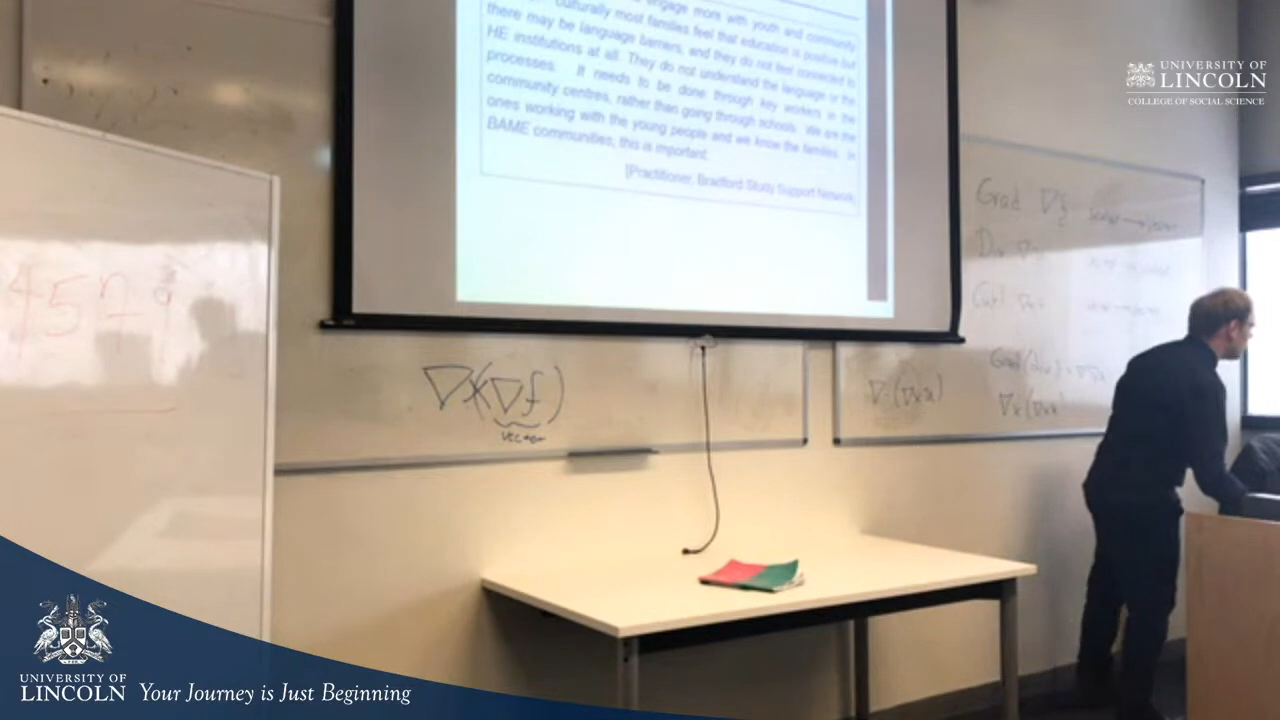 engage more with youth and community
culturally most families feel that education is positive but
there may be language barriers, and they do not feel connected to
HE institutions at all. They do not understand the language or the
processes. It needs to be done through key workers in the
community centres, rather than going through schools. We are the
ones working with the young people and we know the families. In
BAME communities, this is important.
[Practitioner, Bradford Study Support Network
UNIVERSITY OF
LINCOLN
COLLEGE OF SOCIAL SCIENCE
Grad ∇f
Curl
Grad(div)
∇×(∇f)
vector
∇·(∇×u)
∇×(∇×u)
UNIVERSITY OF
LINCOLN
Your Journey is Just Beginning